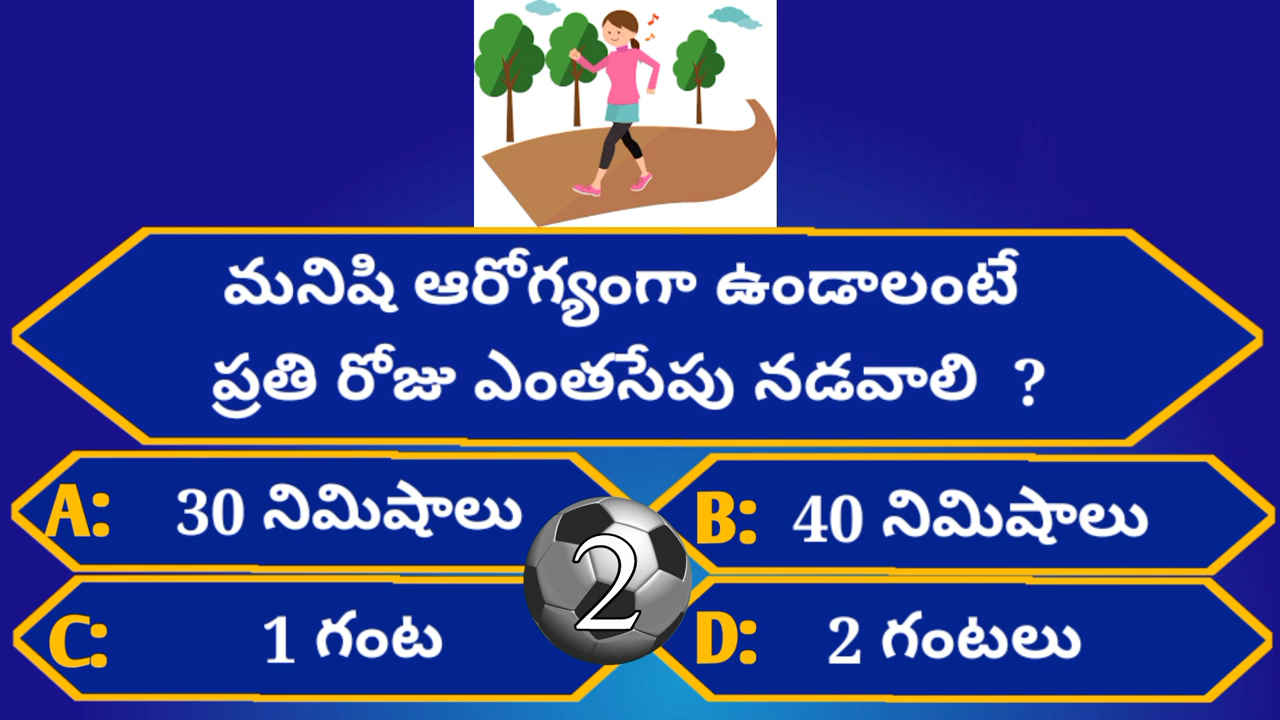 మనిషి ఆరోగ్యంగా ఉండాలంటే
ప్రతి రోజు ఎంతసేపు నడవాలి ?
A: 30 నిమిషాలు
B: 40 నిమిషాలు
C: 1 గంట
D: 2 గంటలు
2